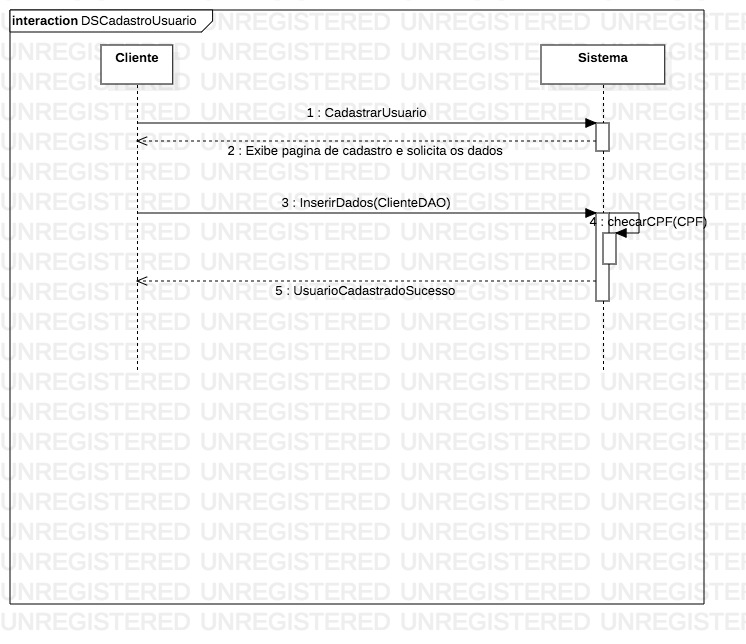 interaction DSCadastroUsuario
Cliente
Sistema
1 : CadastrarUsuario
2 : Exibe pagina de cadastro e solicita os dados
3 : InserirDados(ClienteDAO)
4 : checarCPF(CPF)
5 : UsuarioCadastradoSucesso
UNREGISTERED UNREGISTERED UNREGISTERED